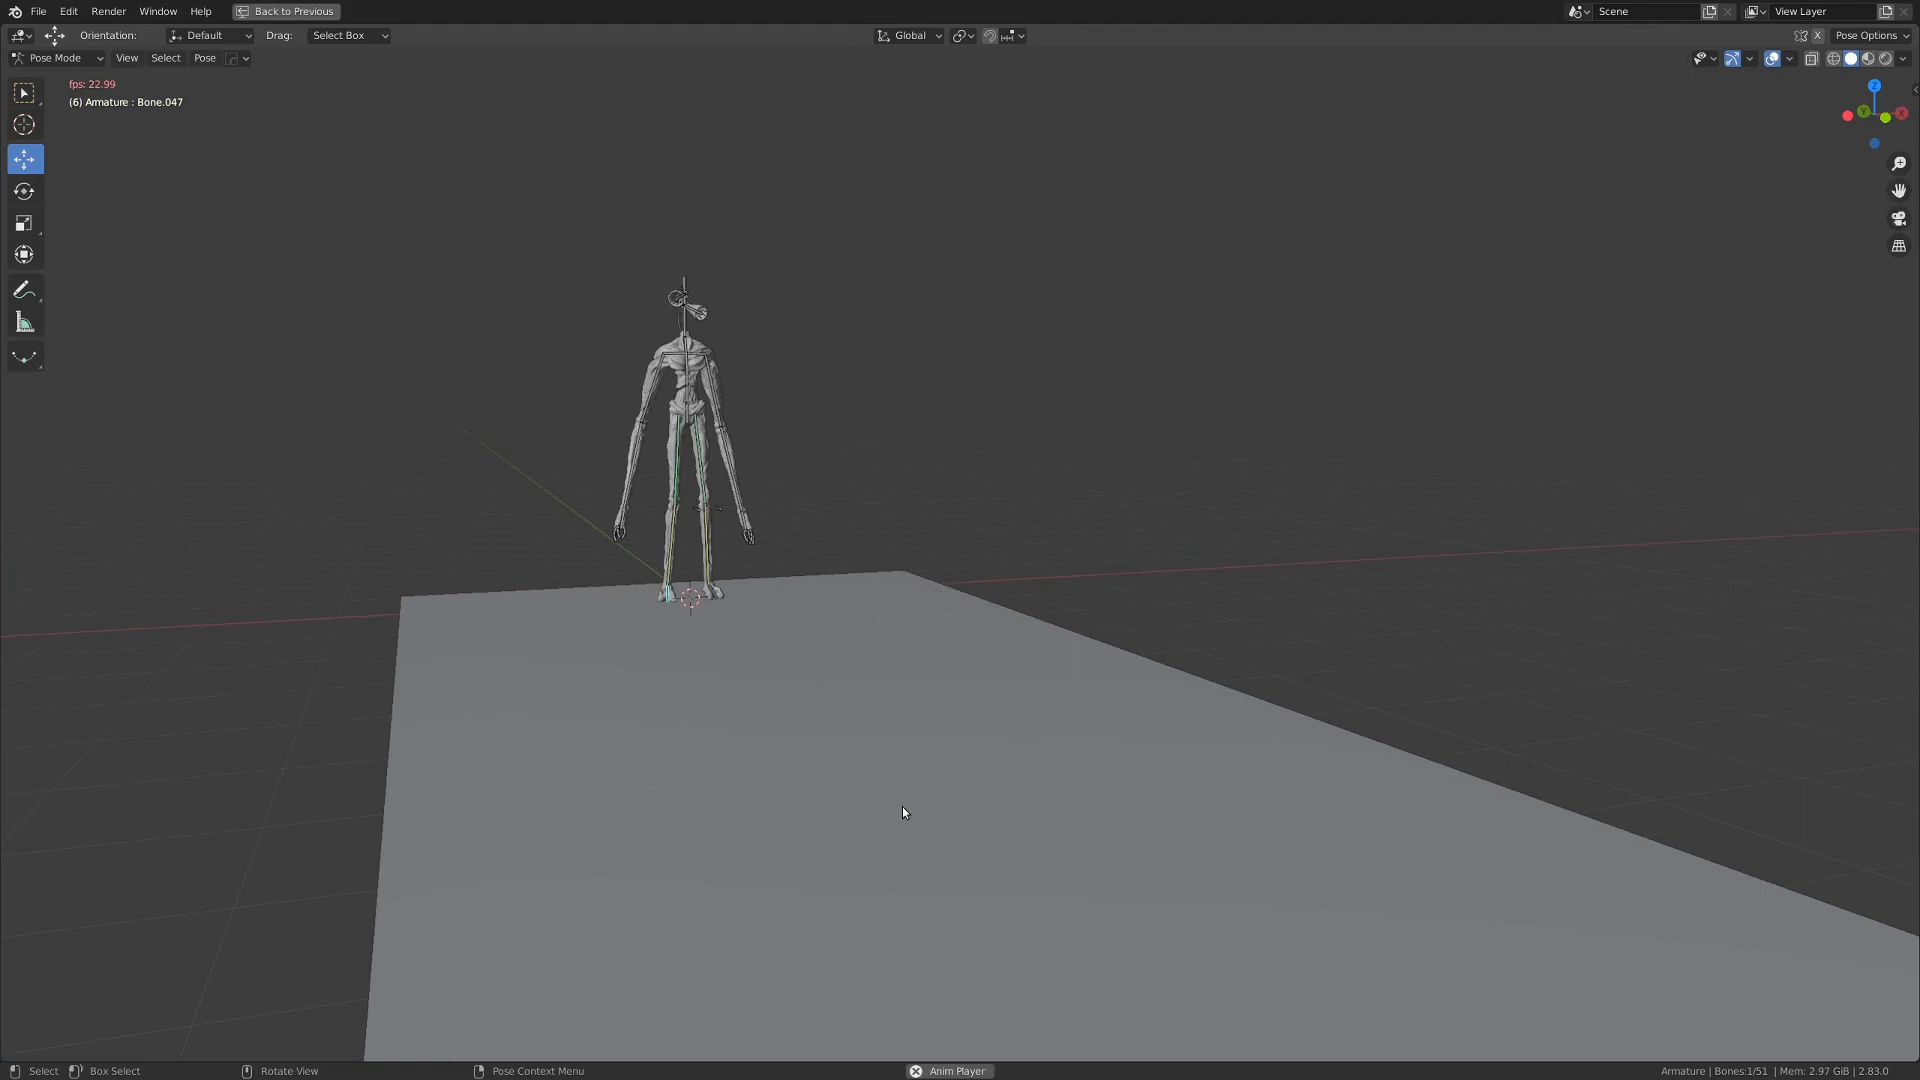 File Edit Render Window Help Back to Previous Scene View Layer
Orientation: Default Drag: Select Box Global X Pose Options
Pose Mode View Select Pose
fps: 22.99
(6) Armature : Bone.047
Z
Y
X
Select Box Select Rotate View Pose Context Menu Anim Player Armature | Bones:1/51 | Mem: 2.97 GiB | 2.83.0